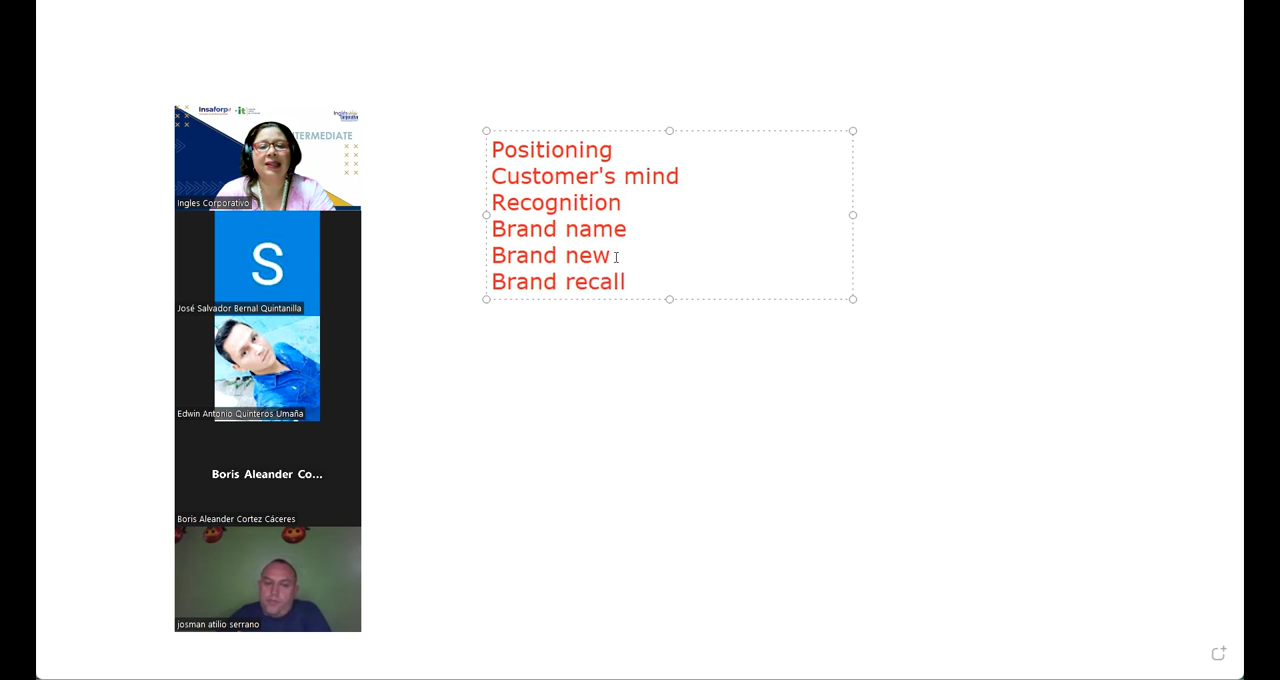 Insaforp
it
TERMEDIATE
Ingles Corporativo
S
José Salvador Bernal Quintanilla
Edwin Antonio Quinteros Umaña
Boris Aleander Co...
Boris Aleander Cortez Cáceres
josman atilio serrano
Positioning
Customer's mind
Recognition
Brand name
Brand new
Brand recall